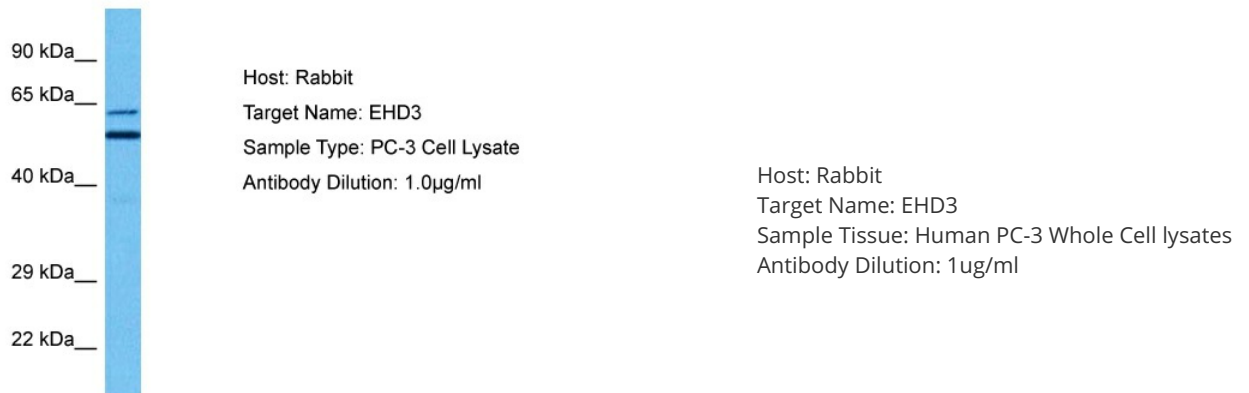 90 kDa__
65 kDa__
40 kDa__
29 kDa__
22 kDa__
Host: Rabbit
Target Name: EHD3
Sample Type: PC-3 Cell Lysate
Antibody Dilution: 1.0µg/ml
Host: Rabbit
Target Name: EHD3
Sample Tissue: Human PC-3 Whole Cell lysates
Antibody Dilution: 1ug/ml